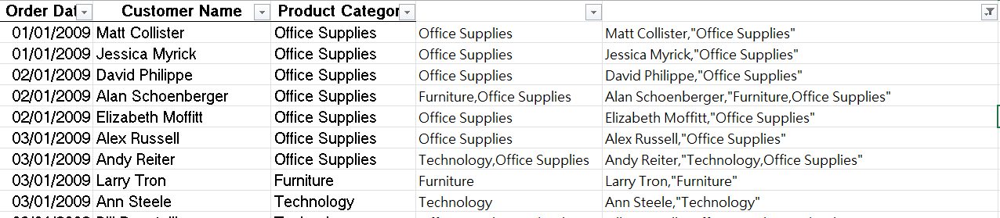 Order Dat Customer Name Product Categor
01/01/2009 Matt Collister Office Supplies Office Supplies Matt Collister,"Office Supplies"
01/01/2009 Jessica Myrick Office Supplies Office Supplies Jessica Myrick,"Office Supplies"
02/01/2009 David Philippe Office Supplies Office Supplies David Philippe,"Office Supplies"
02/01/2009 Alan Schoenberger Office Supplies Furniture,Office Supplies Alan Schoenberger,"Furniture,Office Supplies"
02/01/2009 Elizabeth Moffitt Office Supplies Office Supplies Elizabeth Moffitt,"Office Supplies"
03/01/2009 Alex Russell Office Supplies Office Supplies Alex Russell,"Office Supplies"
03/01/2009 Andy Reiter Office Supplies Technology,Office Supplies Andy Reiter,"Technology,Office Supplies"
03/01/2009 Larry Tron Furniture Furniture Larry Tron,"Furniture"
03/01/2009 Ann Steele Technology Technology Ann Steele,"Technology"